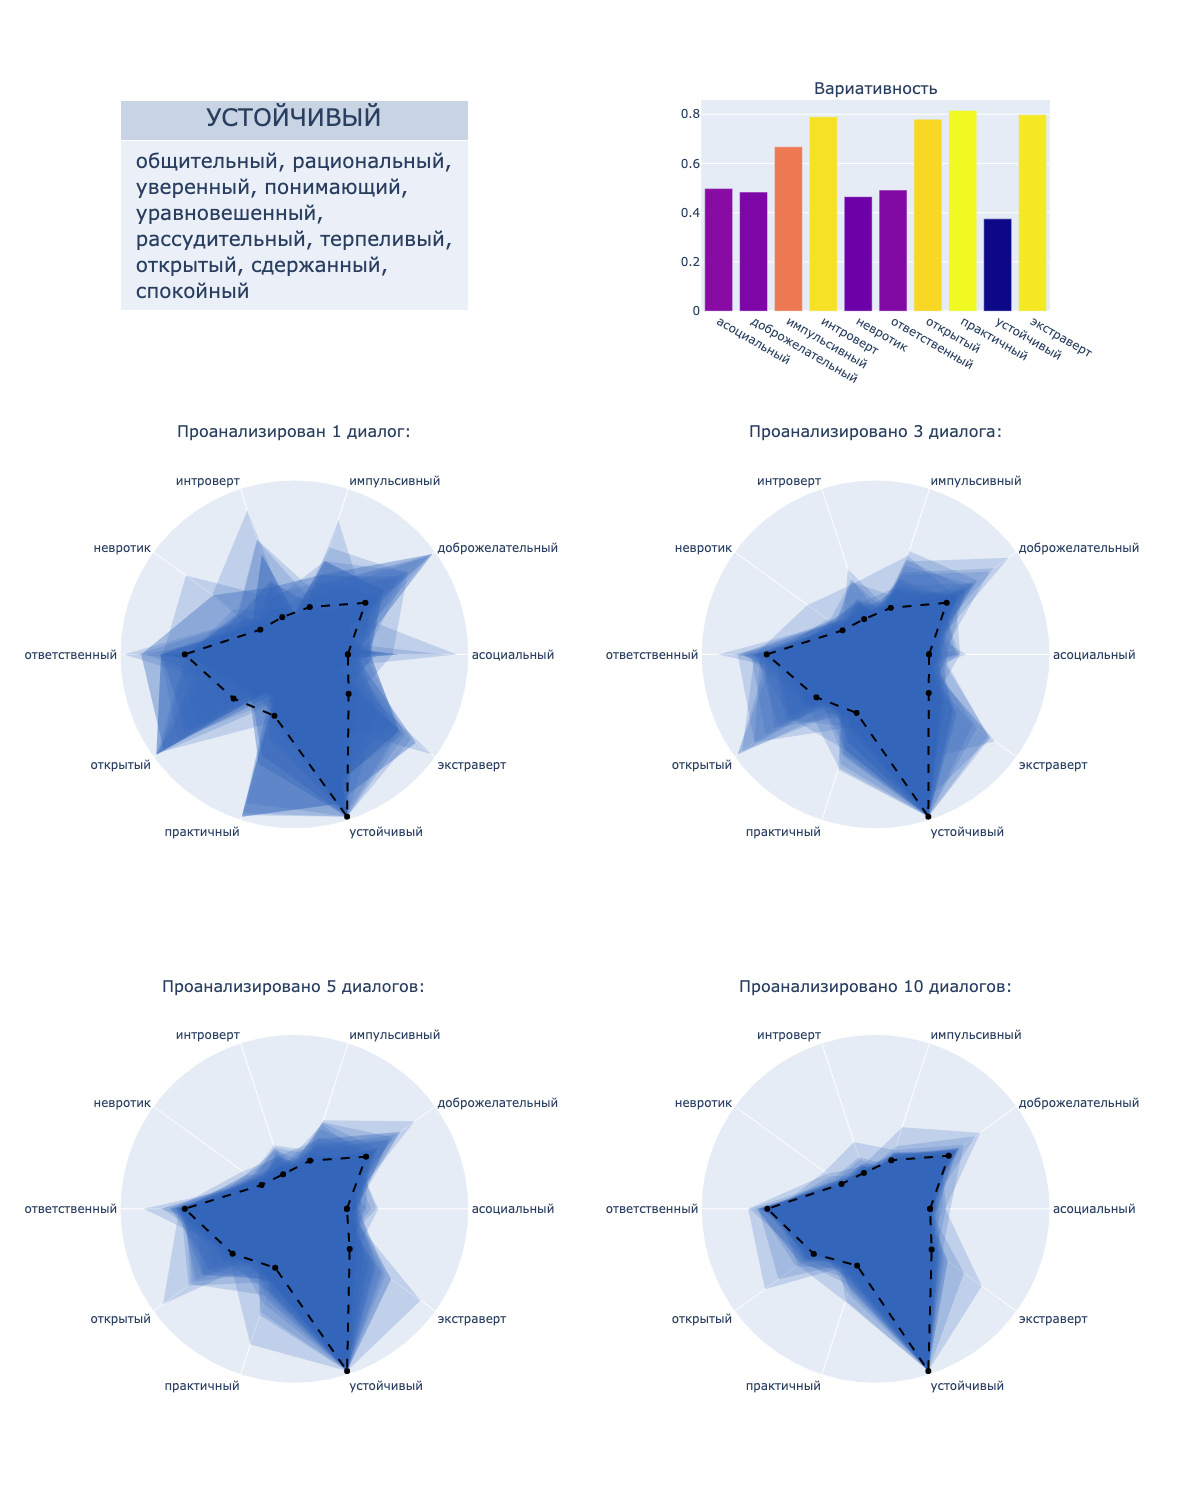 УСТОЙЧИВЫЙ
общительный, рациональный,
уверенный, понимающий,
уравновешенный,
рассудительный, терпеливый,
открытый, сдержанный,
спокойный
Вариативность
0.8
0.6
0.4
0.2
0
асоциальный
доброжелательный
импульсивный
интроверт
невротик
ответственный
открытый
практичный
устойчивый
экстраверт
Проанализирован 1 диалог:
интроверт
импульсивный
невротик
доброжелательный
ответственный
асоциальный
открытый
экстраверт
практичный
устойчивый
Проанализировано 3 диалога:
интроверт
импульсивный
невротик
доброжелательный
ответственный
асоциальный
открытый
экстраверт
практичный
устойчивый
Проанализировано 5 диалогов:
интроверт
импульсивный
невротик
доброжелательный
ответственный
асоциальный
открытый
экстраверт
практичный
устойчивый
Проанализировано 10 диалогов:
интроверт
импульсивный
невротик
доброжелательный
ответственный
асоциальный
открытый
экстраверт
практичный
устойчивый